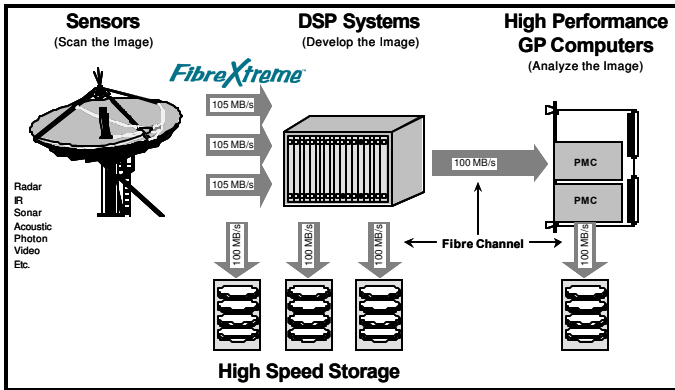 Sensors
(Scan the Image)
DSP Systems
(Develop the Image)
High Performance
GP Computers
(Analyze the Image)
FibreXtreme™
105 MB/s
105 MB/s
105 MB/s
100 MB/s
PMC
PMC
Radar
IR
Sonar
Acoustic
Photon
Video
Etc.
Fibre Channel
100 MB/s
100 MB/s
100 MB/s
100 MB/s
High Speed Storage